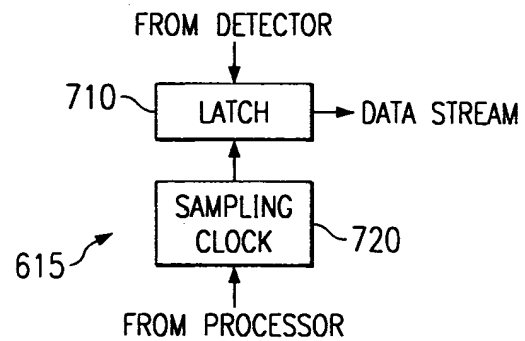 FROM DETECTOR
710
LATCH
DATA STREAM
SAMPLING
CLOCK
720
615
FROM PROCESSOR